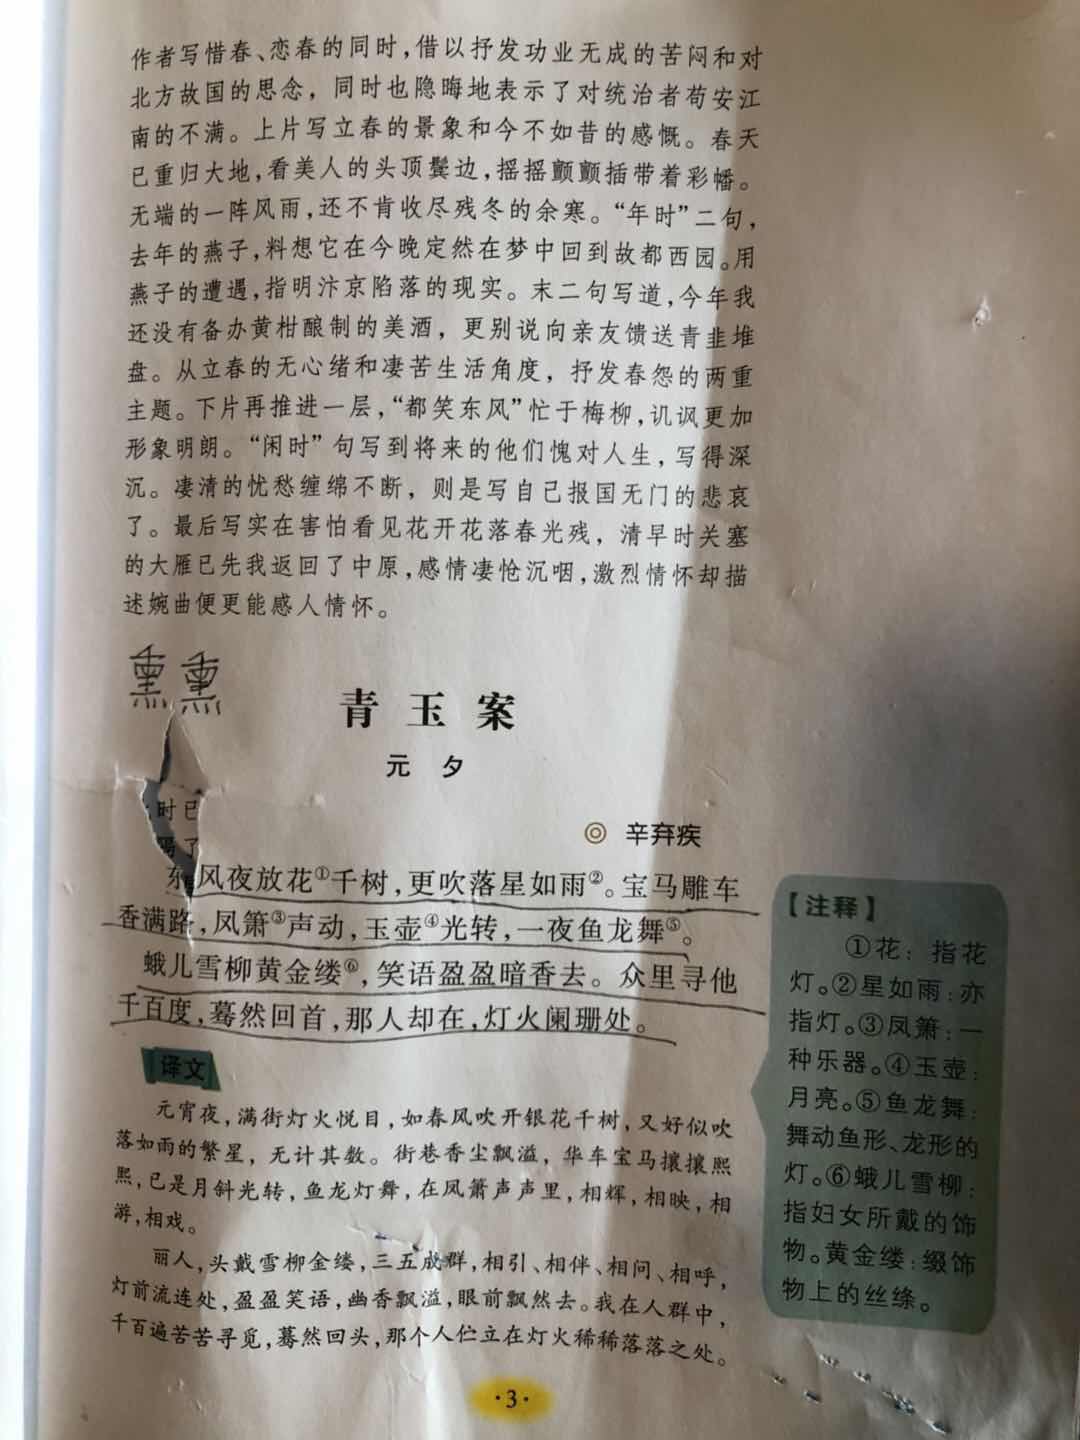 作者写惜春、恋春的同时，借以抒发功业无成的苦闷和对
北方故国的思念，同时也隐晦地表示了对统治者苟安江
南的不满。上片写立春的景象和今不如昔的感慨。春天
已重归大地，看美人的头顶鬓边，摇摇颤颤插带着彩幡。
无端的一阵风雨，还不肯收尽残冬的余寒。“年时”二句，
去年的燕子，料想它在今晚定然在梦中回到故都西园。用
燕子的遭遇，指明汴京陷落的现实。末二句写道，今年我
还没有备办黄柑酿制的美酒，更别说向亲友馈送青韭堆
盘。从立春的无心绪和凄苦生活角度，抒发春怨的两重
主题。下片再推进一层，“都笑东风”忙于梅柳，讥讽更加
形象明朗。“闲时”句写到将来的他们愧对人生，写得深
沉。凄清的忧愁缠绵不断，则是写自己报国无门的悲哀
了。最后写实在害怕看见花开花落春光残，清早时关塞
的大雁已先我返回了中原，感情凄怆沉咽，激烈情怀却描
述婉曲便更能感人情怀。
熏熏
青玉案
元夕
时已
◎ 辛弃疾
东风夜放花①千树，更吹落星如雨②。宝马雕车
香满路，凤箫③声动，玉壶④光转，一夜鱼龙舞⑤。
蛾儿雪柳黄金缕⑥，笑语盈盈暗香去。众里寻他
千百度，蓦然回首，那人却在，灯火阑珊处。
译文
元宵夜，满街灯火悦目，如春风吹开银花千树，又好似吹
落如雨的繁星，无计其数。街巷香尘飘溢，华车宝马攘攘熙
熙，已是月斜光转，鱼龙灯舞，在凤箫声声里，相辉，相映，相
游，相戏。
丽人，头戴雪柳金缕，三五成群，相引、相伴、相问、相呼，
灯前流连处，盈盈笑语，幽香飘溢，眼前飘然去。我在人群中，
千百遍苦苦寻觅，蓦然回头，那个人伫立在灯火稀稀落落之处。
【注释】
①花：指花
灯。②星如雨：亦
指灯。③凤箫：一
种乐器。④玉壶：
月亮。⑤鱼龙舞：
舞动鱼形、龙形的
灯。⑥蛾儿雪柳：
指妇女所戴的饰
物。黄金缕：缀饰
物上的丝绦。
·3·